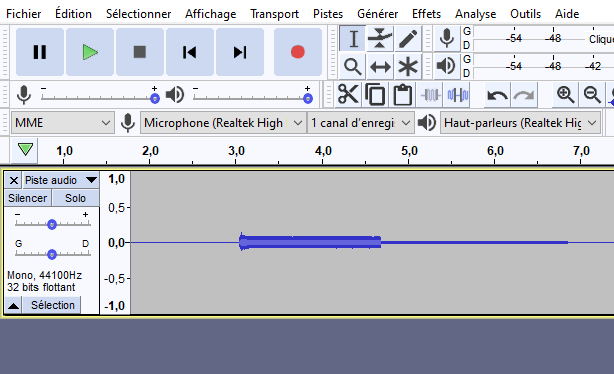 Fichier Édition Sélectionner Affichage Transport Pistes Générer Effets Analyse Outils Aide
G -54 -48 Clique
D
G -54 -48 -42
D
- + - +
MME Microphone (Realtek High 1 canal d'enregi Haut-parleurs (Realtek Hig
1,0 2,0 3,0 4,0 5,0 6,0 7,0
Piste audio 1,0
Silencer Solo
- + 0,5
G D 0,0
Mono, 44100Hz -0,5
32 bits flottant
Sélection -1,0